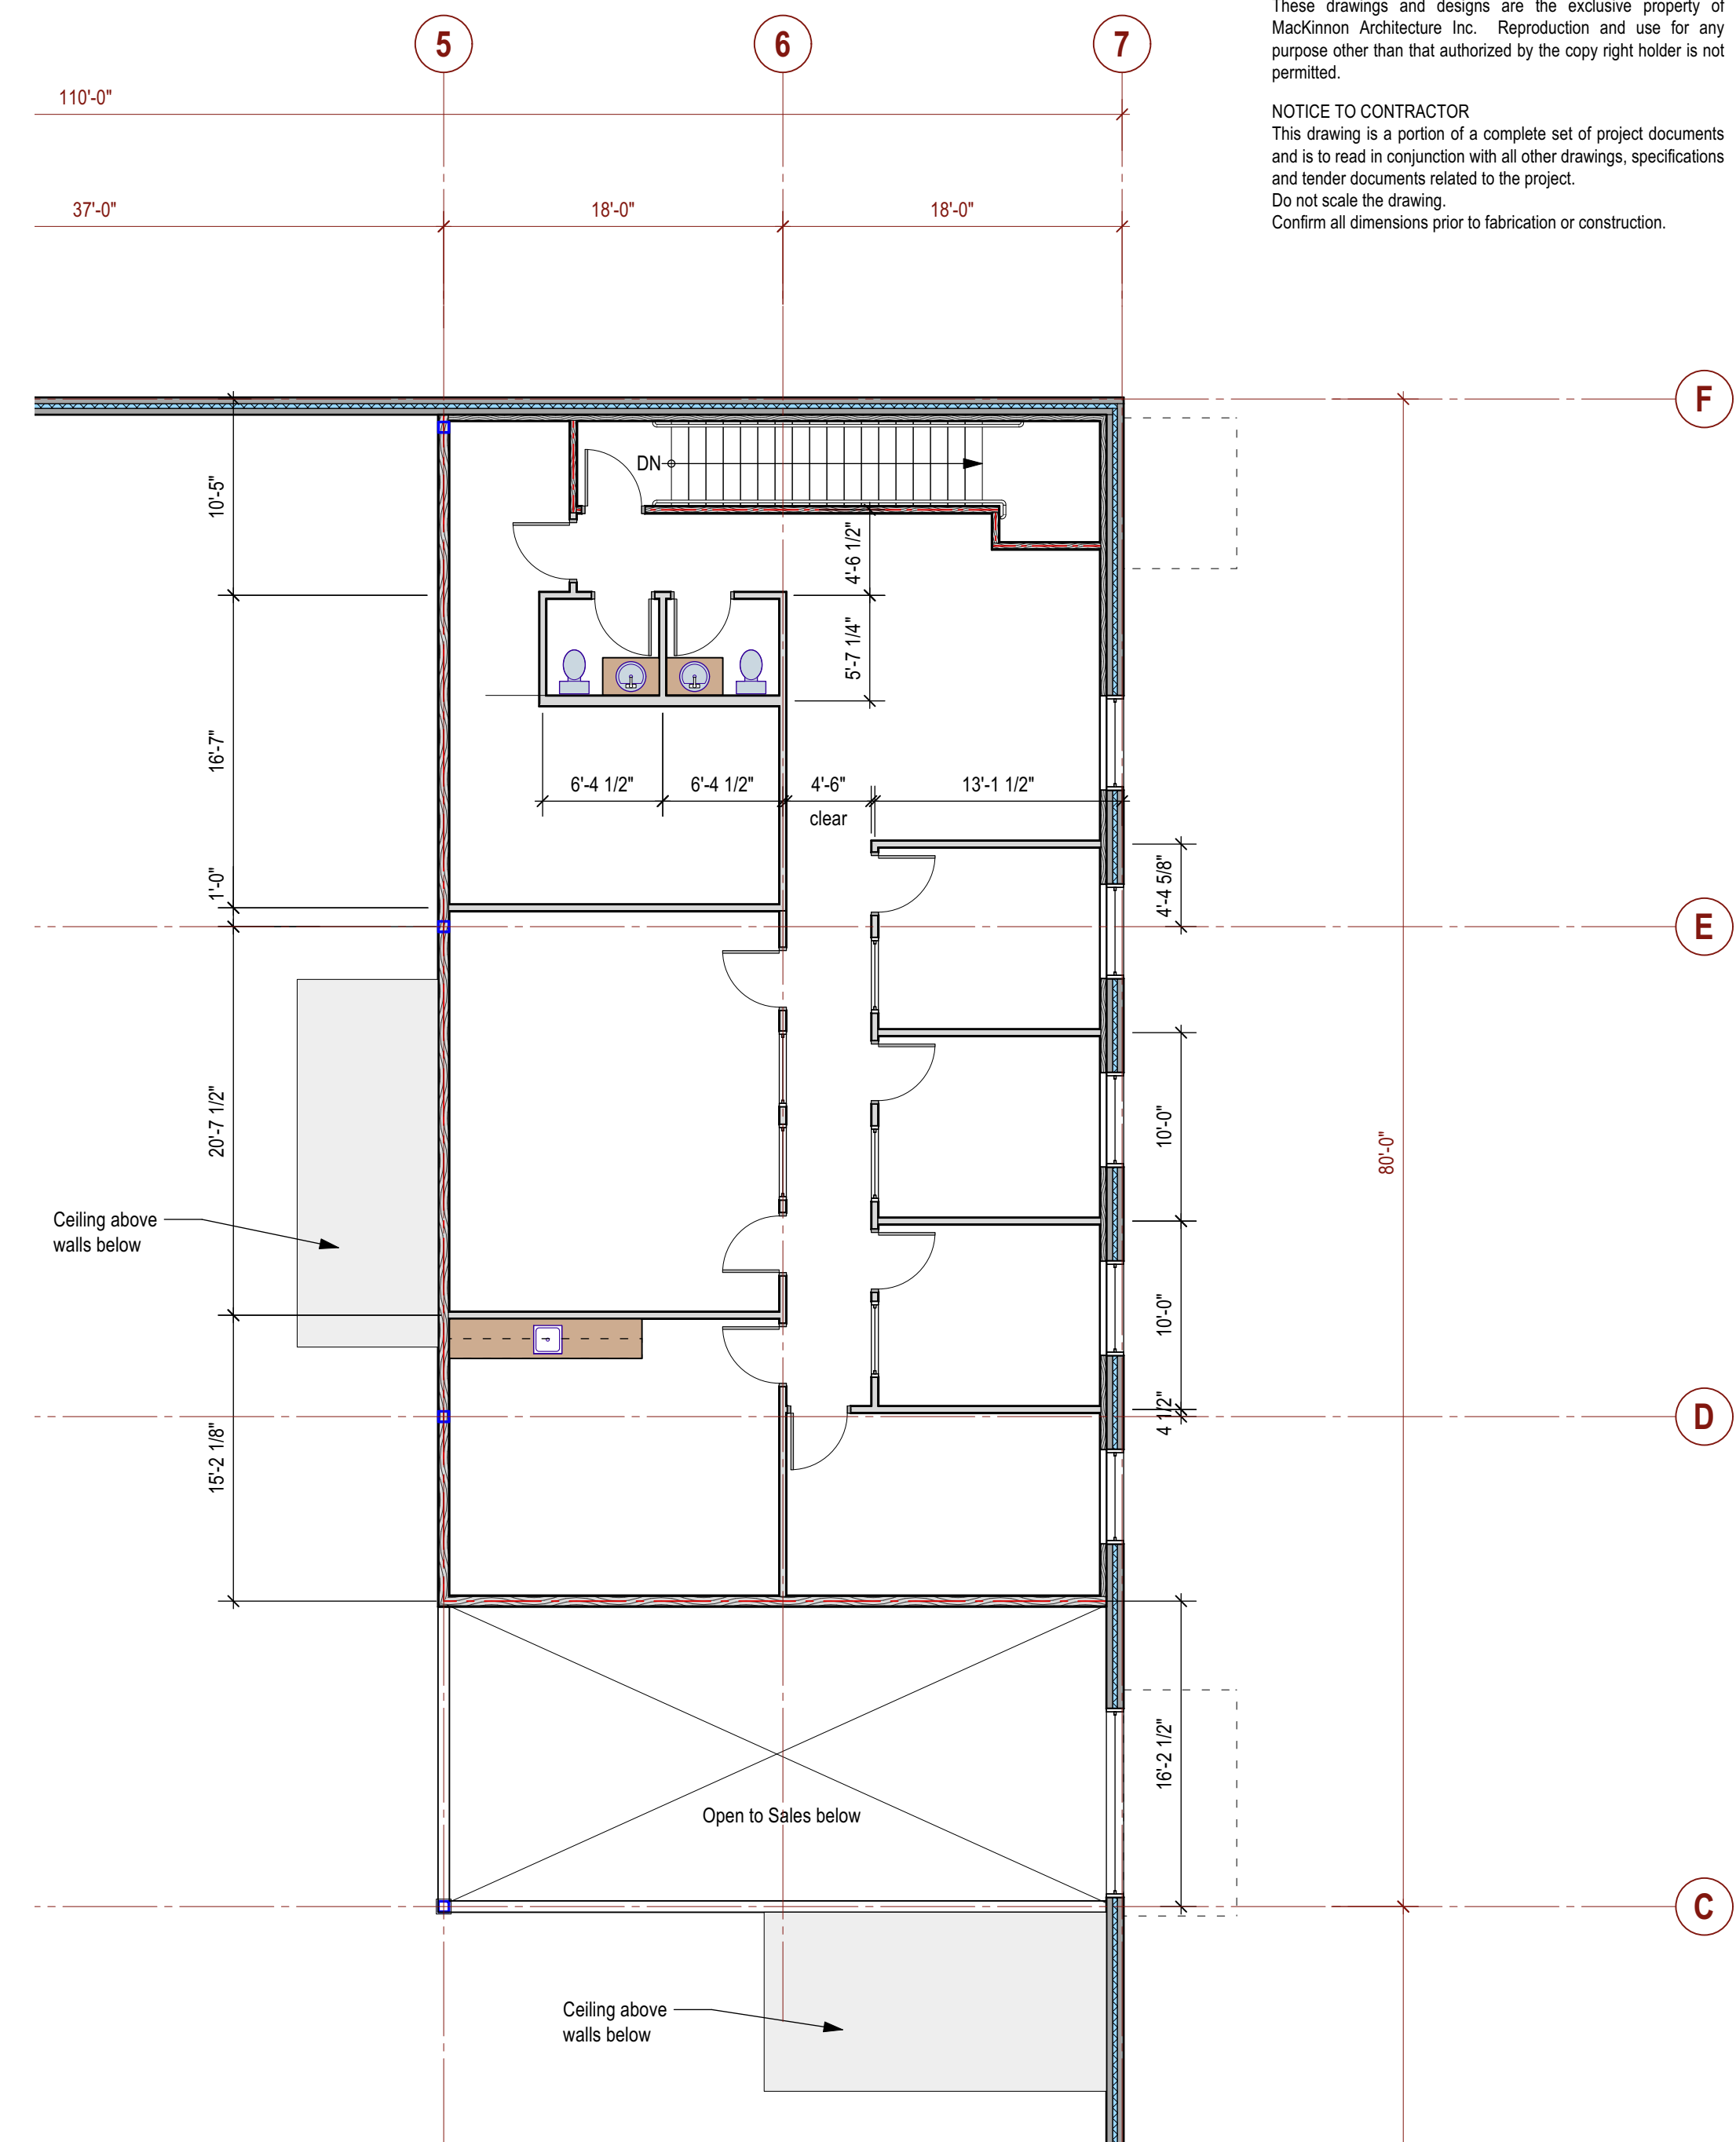 These drawings and designs are the exclusive property of
MacKinnon Architecture Inc. Reproduction and use for any
purpose other than that authorized by the copy right holder is not
permitted.
NOTICE TO CONTRACTOR
This drawing is a portion of a complete set of project documents
and is to read in conjunction with all other drawings, specifications
and tender documents related to the project.
Do not scale the drawing.
Confirm all dimensions prior to fabrication or construction.
5
6
7
110'-0"
37'-0"
18'-0"
18'-0"
F
DN
10'-5"
4'-6 1/2"
5'-7 1/4"
16'-7"
6'-4 1/2"
6'-4 1/2"
4'-6"
clear
13'-1 1/2"
1'-0"
4'-4 5/8"
E
20'-7 1/2"
10'-0"
80'-0"
Ceiling above
walls below
10'-0"
4 1/2"
D
15'-2 1/8"
16'-2 1/2"
Open to Sales below
C
Ceiling above
walls below